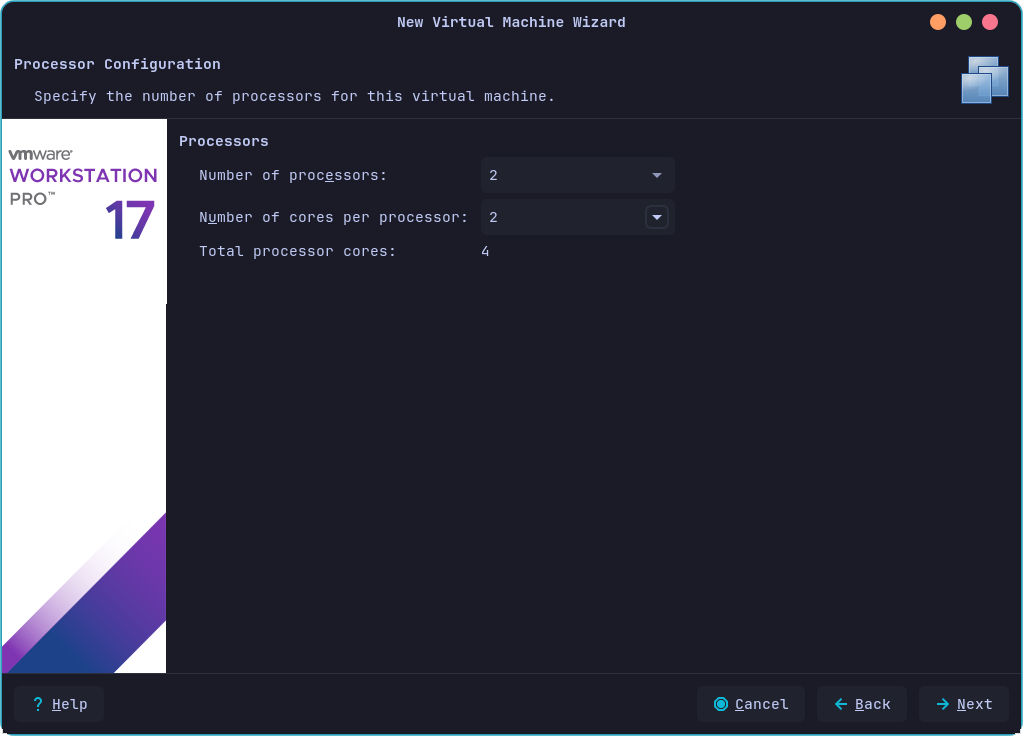 New Virtual Machine Wizard
Processor Configuration
Specify the number of processors for this virtual machine.
vmware®
WORKSTATION
PRO™
17
Processors
Number of processors: 2
Number of cores per processor: 2
Total processor cores: 4
? Help
Cancel
Back
Next